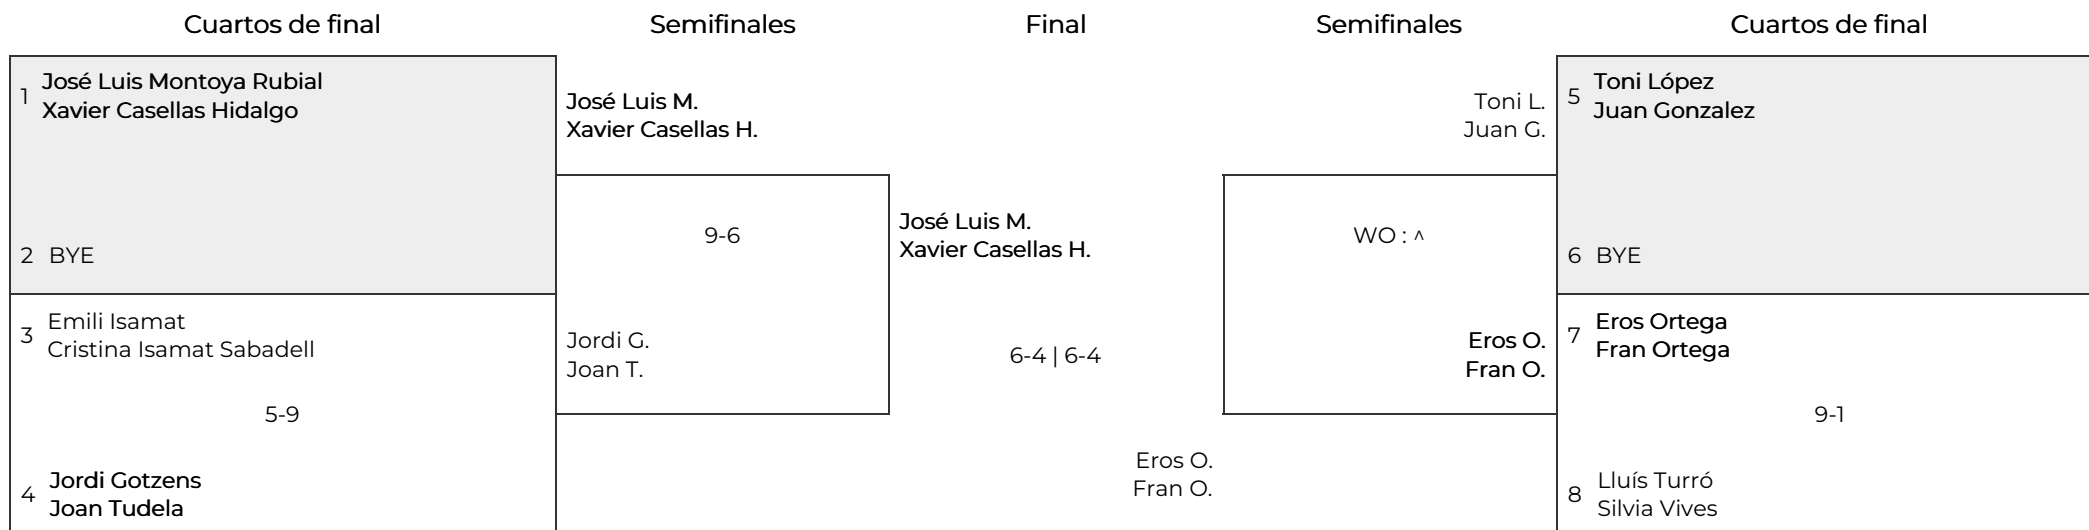 Cuartos de final
Semifinales
Final
Semifinales
Cuartos de final
1
José Luis Montoya Rubial
Xavier Casellas Hidalgo
2 BYE
3
Emili Isamat
Cristina Isamat Sabadell
5-9
4
Jordi Gotzens
Joan Tudela
José Luis M.
Xavier Casellas H.
9-6
Jordi G.
Joan T.
José Luis M.
Xavier Casellas H.
6-4 | 6-4
Eros O.
Fran O.
Toni L.
Juan G.
WO : ^
Eros O.
Fran O.
5
Toni López
Juan Gonzalez
6 BYE
7
Eros Ortega
Fran Ortega
9-1
8
Lluís Turró
Silvia Vives